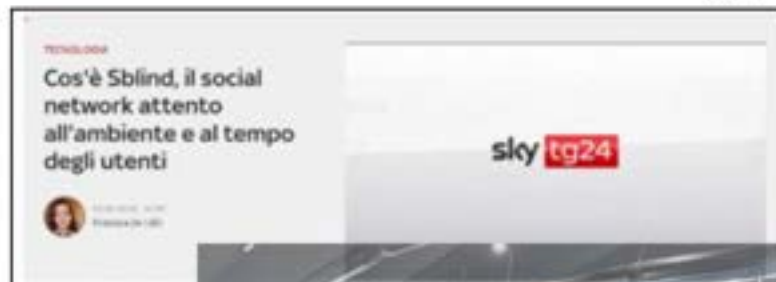 TECNOLOGIA
Cos'è Sblind, il social
network attento
all'ambiente e al tempo
degli utenti
sky tg24